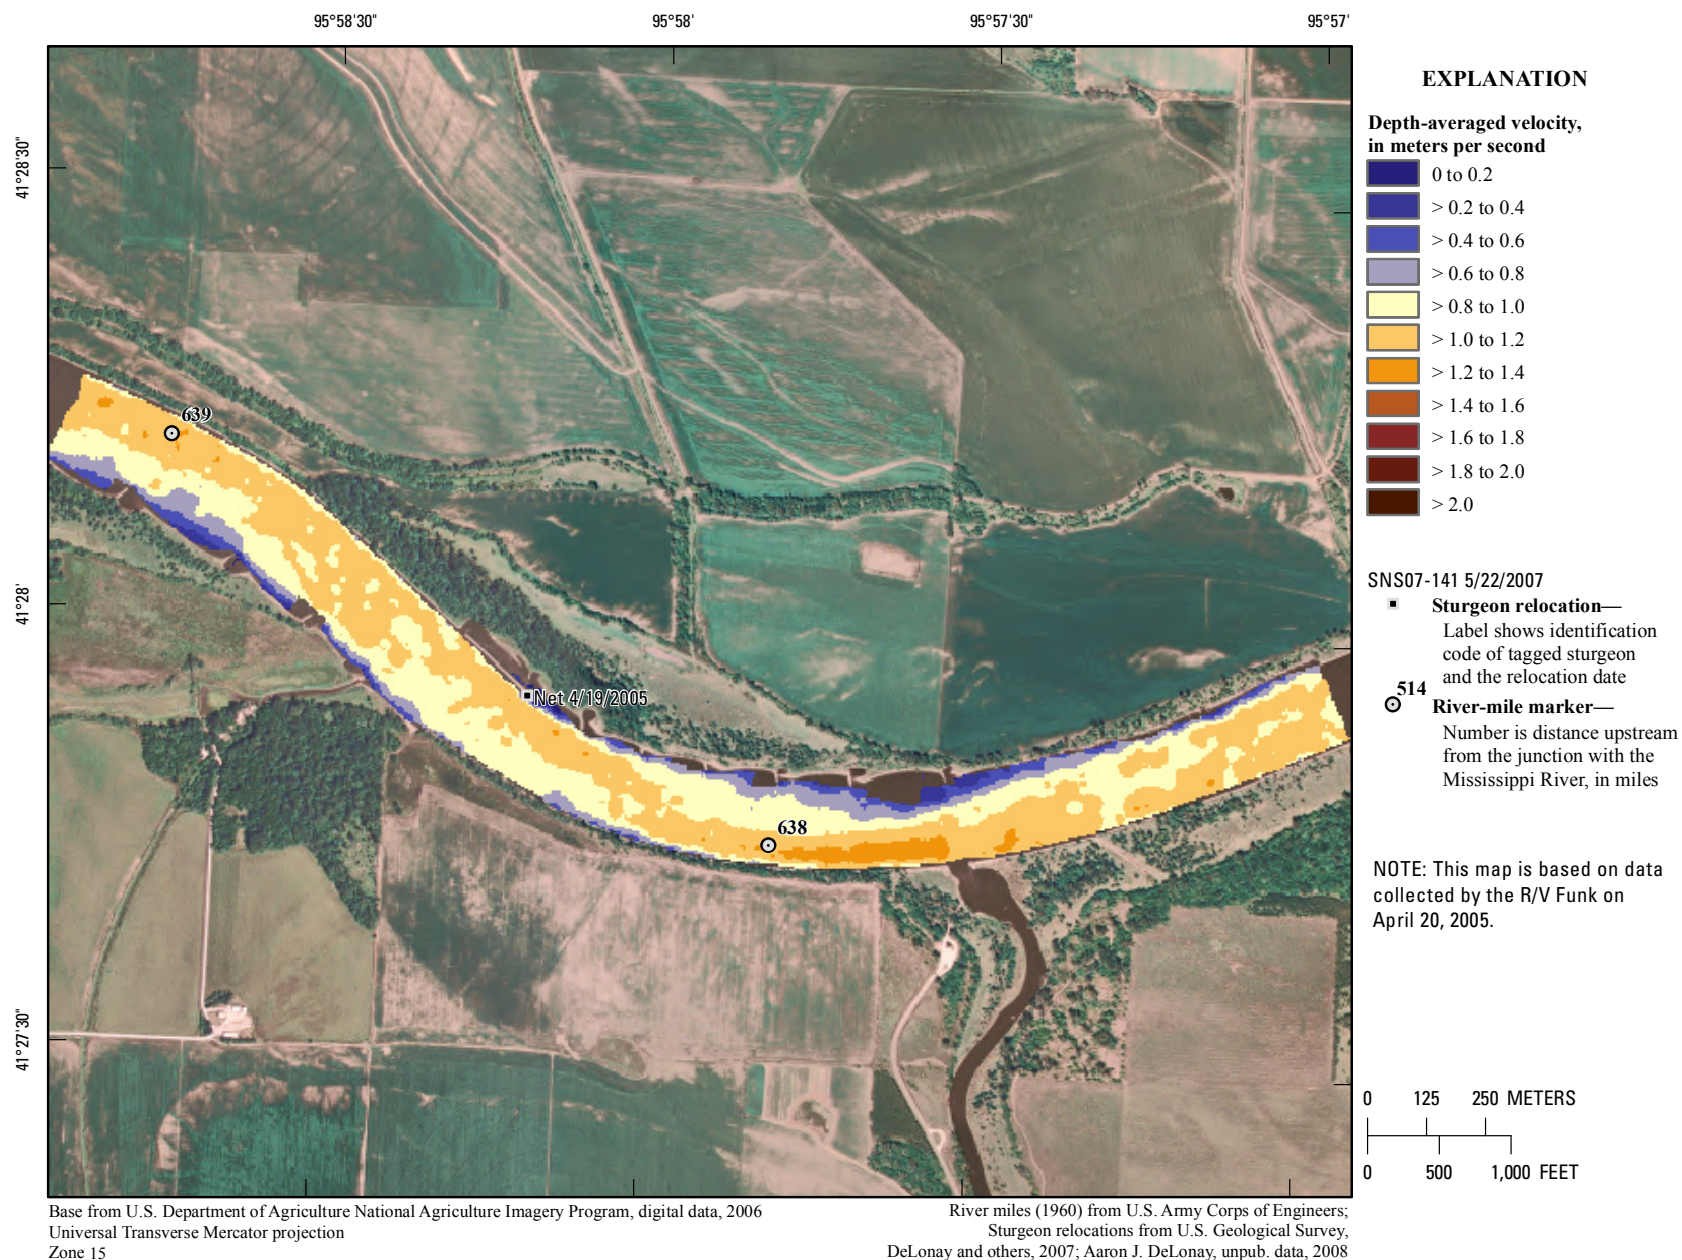 95°58'30"
95°58'
95°57'30"
95°57'
41°28'30"
41°28'
41°27'30"
639
Net 4/19/2005
638
EXPLANATION
Depth-averaged velocity,
in meters per second
0 to 0.2
> 0.2 to 0.4
> 0.4 to 0.6
> 0.6 to 0.8
> 0.8 to 1.0
> 1.0 to 1.2
> 1.2 to 1.4
> 1.4 to 1.6
> 1.6 to 1.8
> 1.8 to 2.0
> 2.0
SNS07-141 5/22/2007
Sturgeon relocation—
Label shows identification
code of tagged sturgeon
and the relocation date
514
River-mile marker—
Number is distance upstream
from the junction with the
Mississippi River, in miles
NOTE: This map is based on data
collected by the R/V Funk on
April 20, 2005.
0 125 250 METERS
0 500 1,000 FEET
Base from U.S. Department of Agriculture National Agriculture Imagery Program, digital data, 2006
Universal Transverse Mercator projection
Zone 15
River miles (1960) from U.S. Army Corps of Engineers;
Sturgeon relocations from U.S. Geological Survey,
DeLonay and others, 2007; Aaron J. DeLonay, unpub. data, 2008